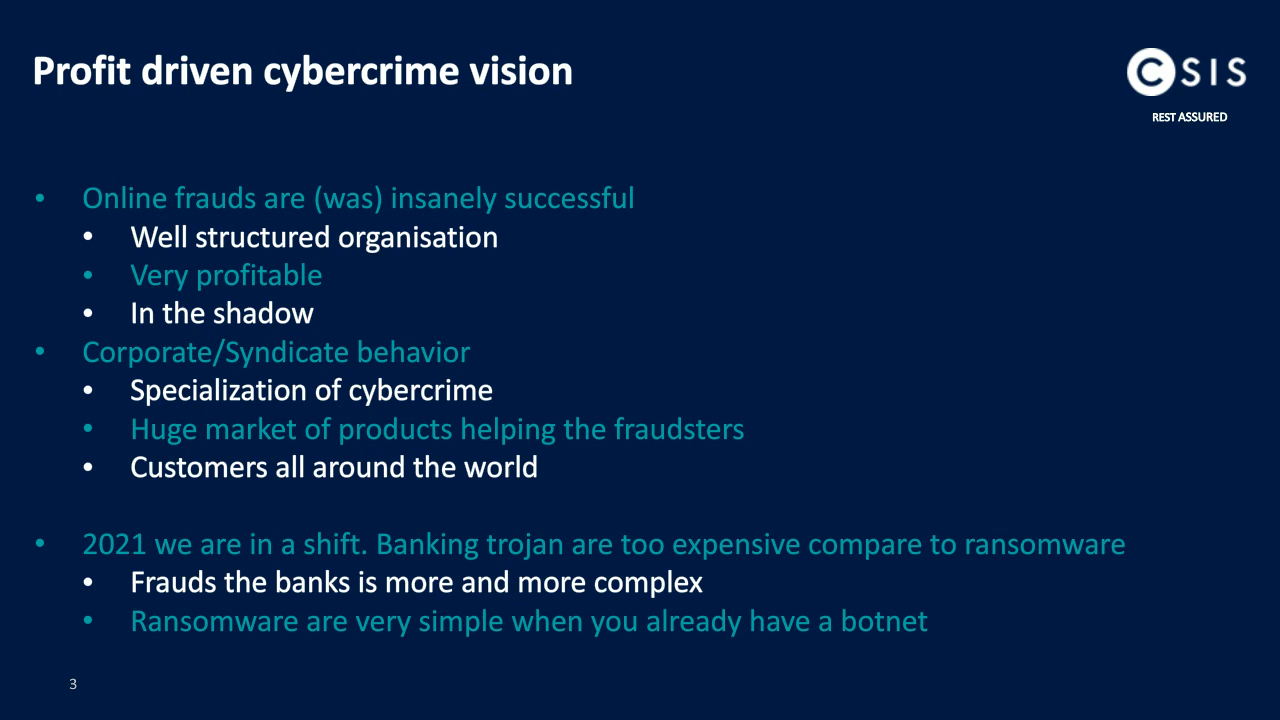 Profit driven cybercrime vision
CSIS
REST ASSURED
• Online frauds are (was) insanely successful
• Well structured organisation
• Very profitable
• In the shadow
• Corporate/Syndicate behavior
• Specialization of cybercrime
• Huge market of products helping the fraudsters
• Customers all around the world
• 2021 we are in a shift. Banking trojan are too expensive compare to ransomware
• Frauds the banks is more and more complex
• Ransomware are very simple when you already have a botnet
3